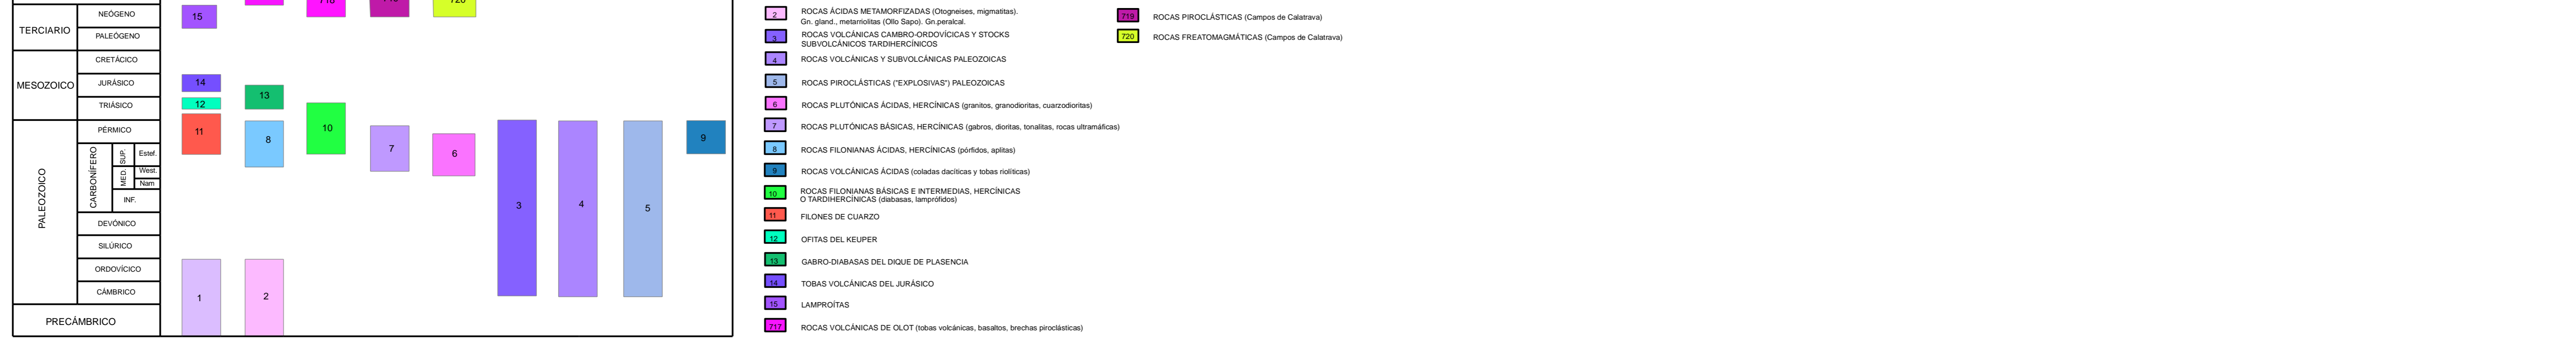 NEÓGENO
TERCIARIO
PALEÓGENO
CRETÁCICO
MESOZOICO
JURÁSICO
TRIÁSICO
PÉRMICO
PALEOZOICO
CARBONÍFERO
SUP.
Estef.
MED.
West.
Nam
INF.
DEVÓNICO
SILÚRICO
ORDOVÍCICO
CÁMBRICO
PRECÁMBRICO
15
14
12
13
11
8
10
7
6
3
4
5
9
1
2
2 ROCAS ÁCIDAS METAMORFIZADAS (Otogneises, migmatitas).
Gn. gland., metarriolitas (Ollo Sapo). Gn.peralcal.
3 ROCAS VOLCÁNICAS CAMBRO-ORDOVÍCICAS Y STOCKS
SUBVOLCÁNICOS TARDIHERCÍNICOS
4 ROCAS VOLCÁNICAS Y SUBVOLCÁNICAS PALEOZOICAS
5 ROCAS PIROCLÁSTICAS ("EXPLOSIVAS") PALEOZOICAS
6 ROCAS PLUTÓNICAS ÁCIDAS, HERCÍNICAS (granitos, granodioritas, cuarzodioritas)
7 ROCAS PLUTÓNICAS BÁSICAS, HERCÍNICAS (gabros, dioritas, tonalitas, rocas ultramáficas)
8 ROCAS FILONIANAS ÁCIDAS, HERCÍNICAS (pórfidos, aplitas)
9 ROCAS VOLCÁNICAS ÁCIDAS (coladas dacíticas y tobas riolíticas)
10 ROCAS FILONIANAS BÁSICAS E INTERMEDIAS, HERCÍNICAS
O TARDIHERCÍNICAS (diabasas, lamprófidos)
11 FILONES DE CUARZO
12 OFITAS DEL KEUPER
13 GABRO-DIABASAS DEL DIQUE DE PLASENCIA
14 TOBAS VOLCÁNICAS DEL JURÁSICO
15 LAMPROÍTAS
717 ROCAS VOLCÁNICAS DE OLOT (tobas volcánicas, basaltos, brechas piroclásticas)
719 ROCAS PIROCLÁSTICAS (Campos de Calatrava)
720 ROCAS FREATOMAGMÁTICAS (Campos de Calatrava)